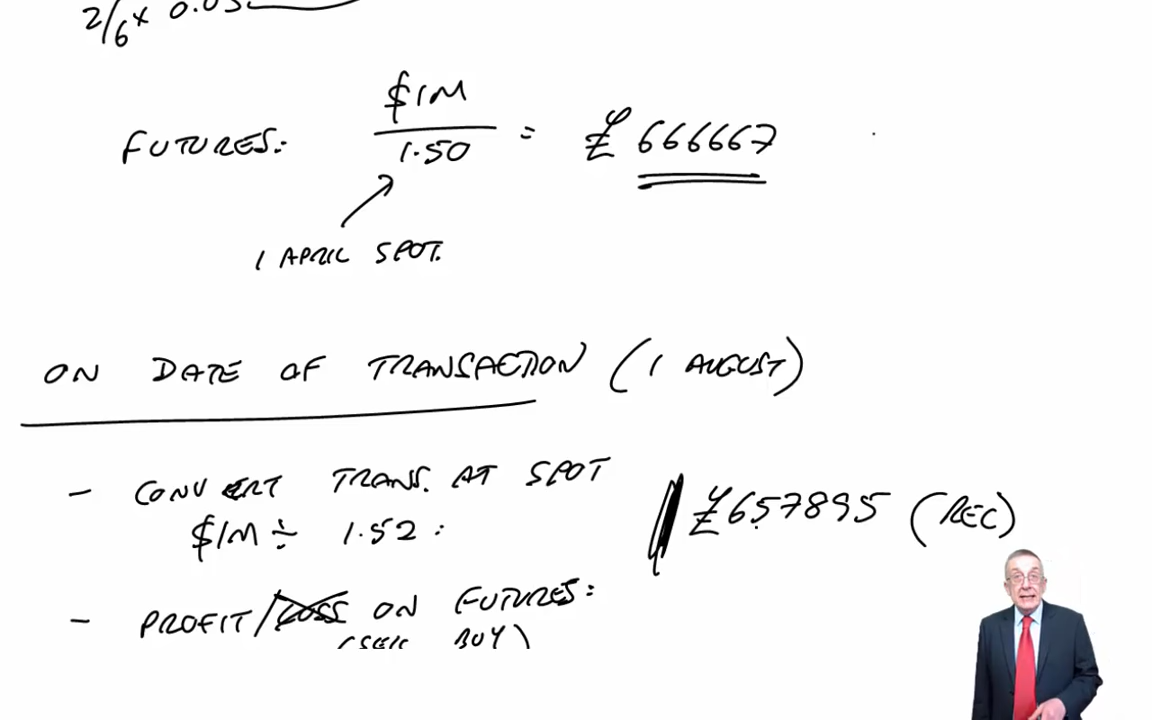 2/6 × 0.03
FUTURES: $1M / 1.50 = £666667
1 APRIL SPOT.
ON DATE OF TRANSACTION (1 AUGUST)
- CONVERT TRANS. AT SPOT
$1M ÷ 1.52 : £657895 (REC)
- PROFIT/LOSS ON FUTURES:
(SELL BUY)